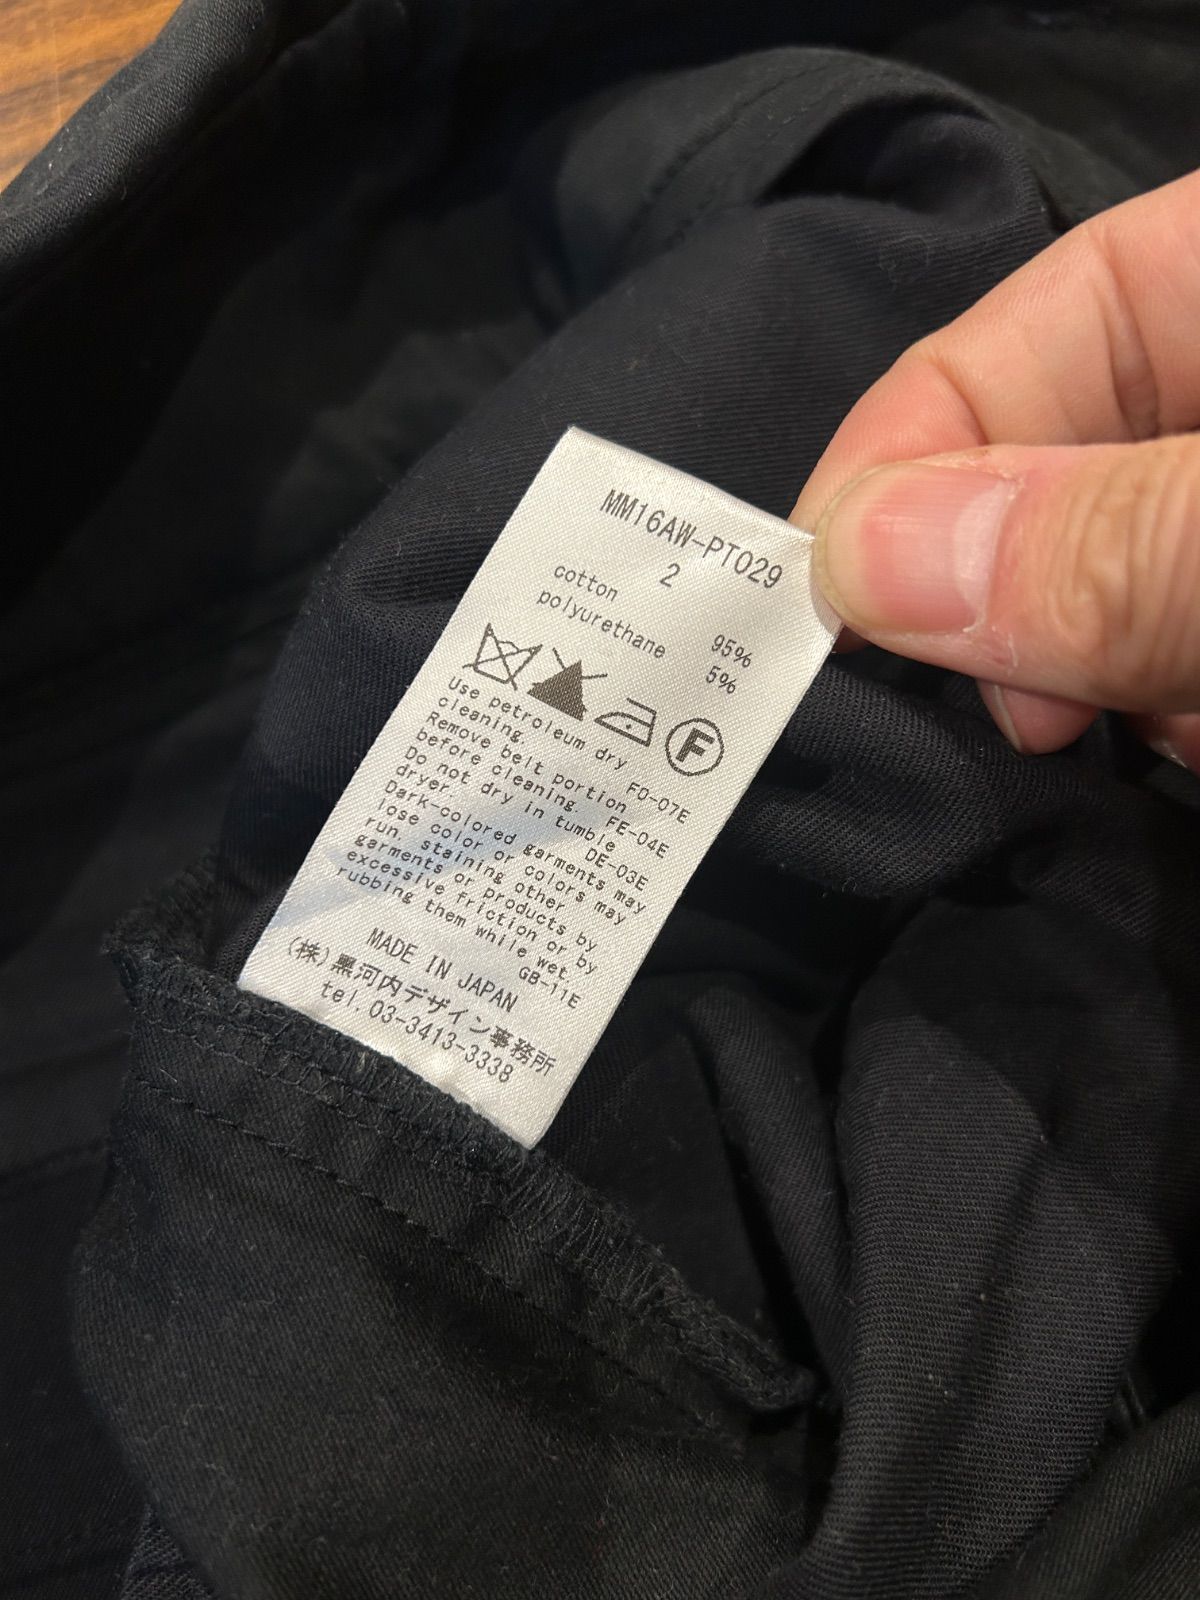 MM16AW-PT029
2
cotton 95%
polyurethane 5%
F
Use petroleum dry
cleaning. FO-07E
Remove belt portion
before cleaning. FE-04E
Do not dry in tumble
dryer. DE-03E
Dark-colored garments may
lose color or colors may
run. staining other
garments or products by
excessive friction or by
rubbing them while wet.
GB-11E
MADE IN JAPAN
(株)黒河内デザイン事務所
tel.03-3413-3338